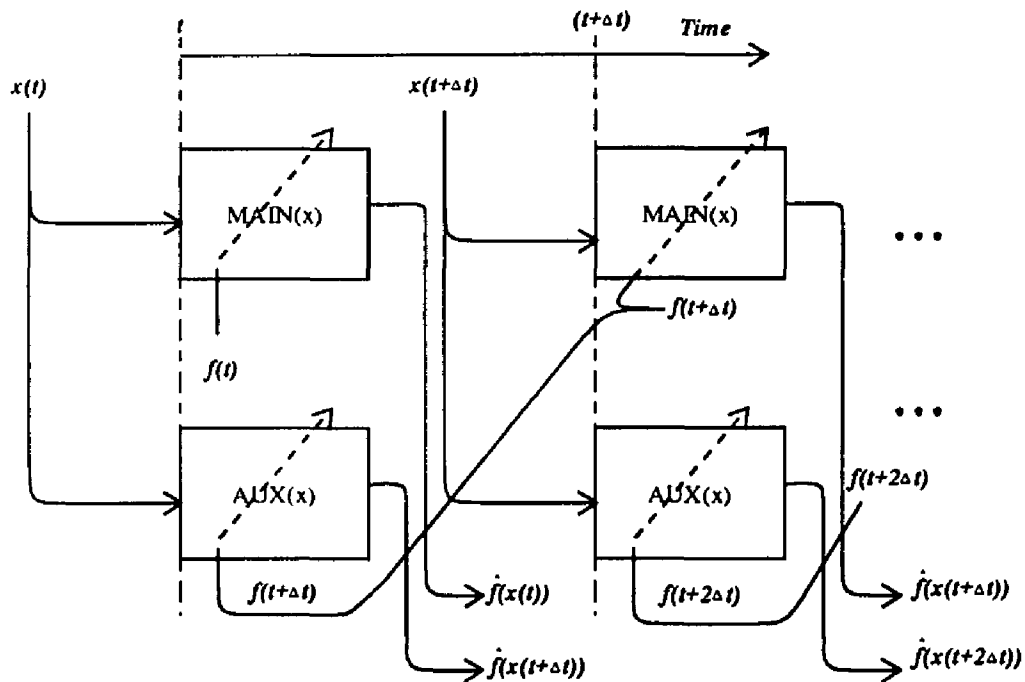 t
(t+Δt)
Time
x(t)
x(t+Δt)
MAIN(x)
MAIN(x)
• • •
f(t)
f(t+Δt)
• • •
AUX(x)
AUX(x)
f(t+2Δt)
f(t+Δt)
ḟ(x(t))
f(t+2Δt)
ḟ(x(t+Δt))
ḟ(x(t+Δt))
ḟ(x(t+2Δt))